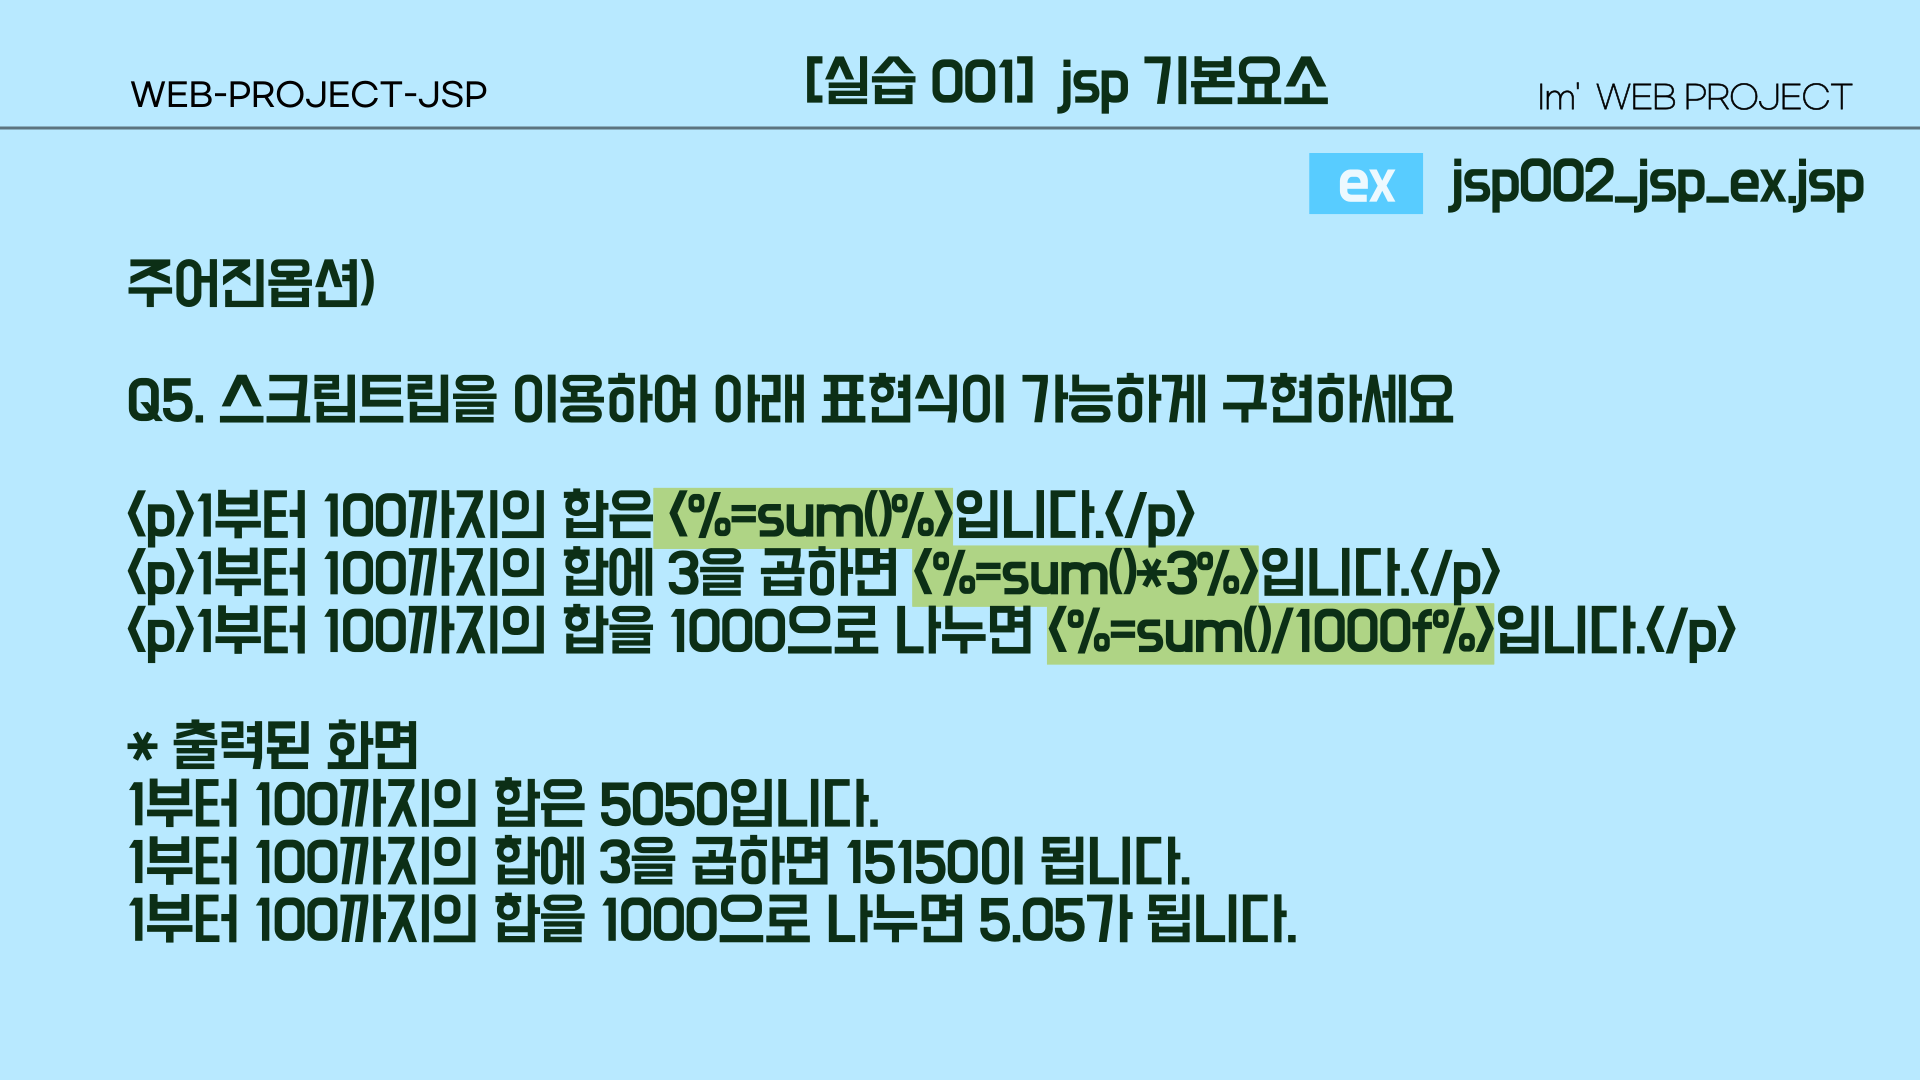 WEB-PROJECT-JSP
[실습 001] jsp 기본요소
Im' WEB PROJECT
ex jsp002_jsp_ex.jsp
주어진옵션)
Q5. 스크립트립을 이용하여 아래 표현식이 가능하게 구현하세요
<p>1부터 100까지의 합은 <%=sum()%>입니다.</p>
<p>1부터 100까지의 합에 3을 곱하면 <%=sum()*3%>입니다.</p>
<p>1부터 100까지의 합을 1000으로 나누면 <%=sum()/1000f%>입니다.</p>
* 출력된 화면
1부터 100까지의 합은 5050입니다.
1부터 100까지의 합에 3을 곱하면 151500이 됩니다.
1부터 100까지의 합을 1000으로 나누면 5.05가 됩니다.